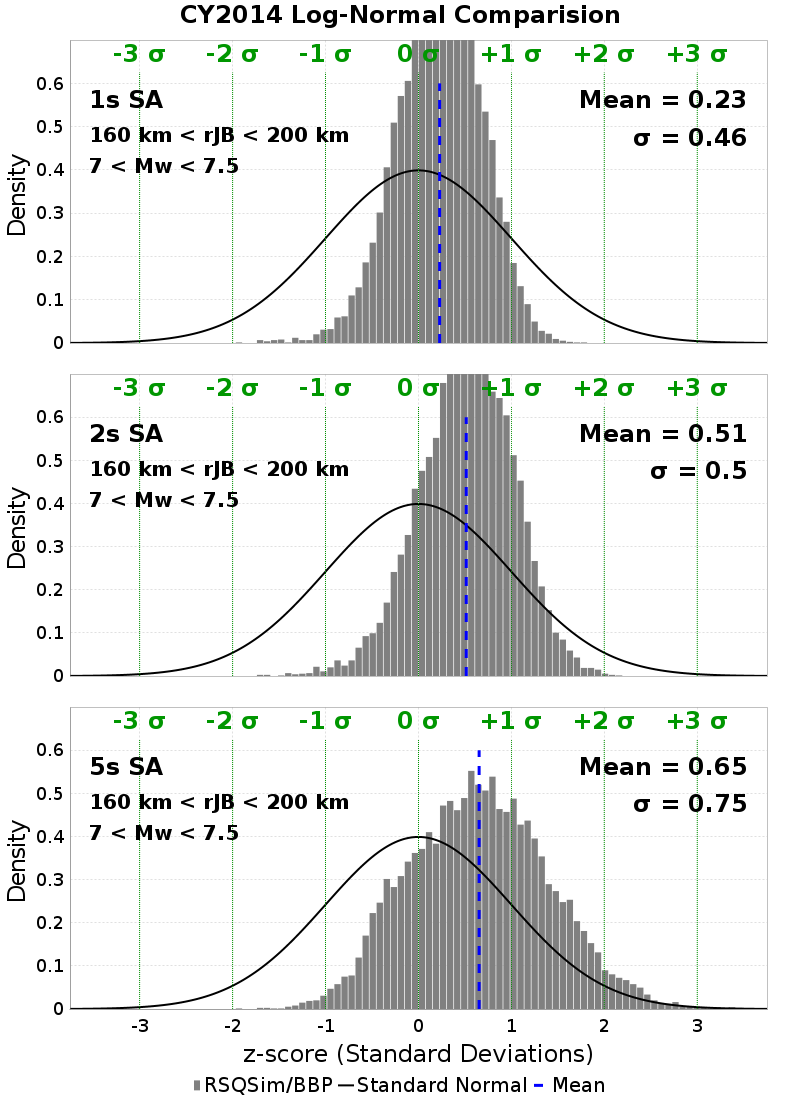 CY2014 Log-Normal Comparision
-3 σ -2 σ -1 σ 0 σ +1 σ +2 σ +3 σ
1s SA
160 km < rJB < 200 km
7 < Mw < 7.5
Mean = 0.23
σ = 0.46
Density
0.6
0.5
0.4
0.3
0.2
0.1
0
-3 σ -2 σ -1 σ 0 σ +1 σ +2 σ +3 σ
2s SA
160 km < rJB < 200 km
7 < Mw < 7.5
Mean = 0.51
σ = 0.5
Density
0.6
0.5
0.4
0.3
0.2
0.1
0
-3 σ -2 σ -1 σ 0 σ +1 σ +2 σ +3 σ
5s SA
160 km < rJB < 200 km
7 < Mw < 7.5
Mean = 0.65
σ = 0.75
Density
0.6
0.5
0.4
0.3
0.2
0.1
0
-3 -2 -1 0 1 2 3
z-score (Standard Deviations)
RSQSim/BBP Standard Normal Mean